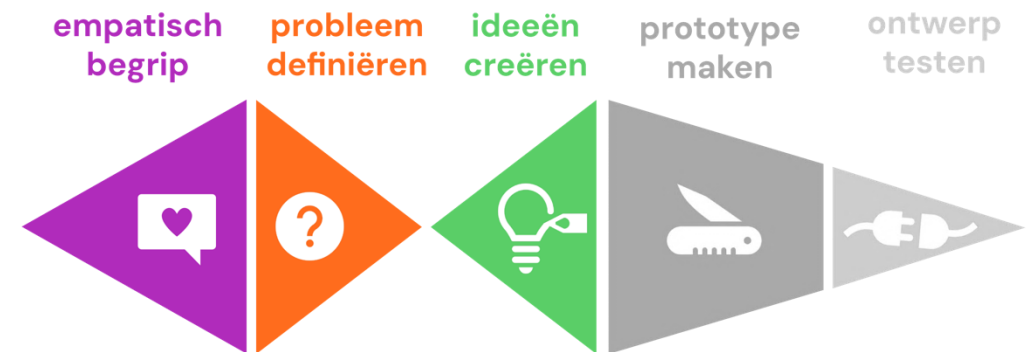 empatisch
begrip
probleem
definiëren
ideeën
creëren
prototype
maken
ontwerp
testen
?